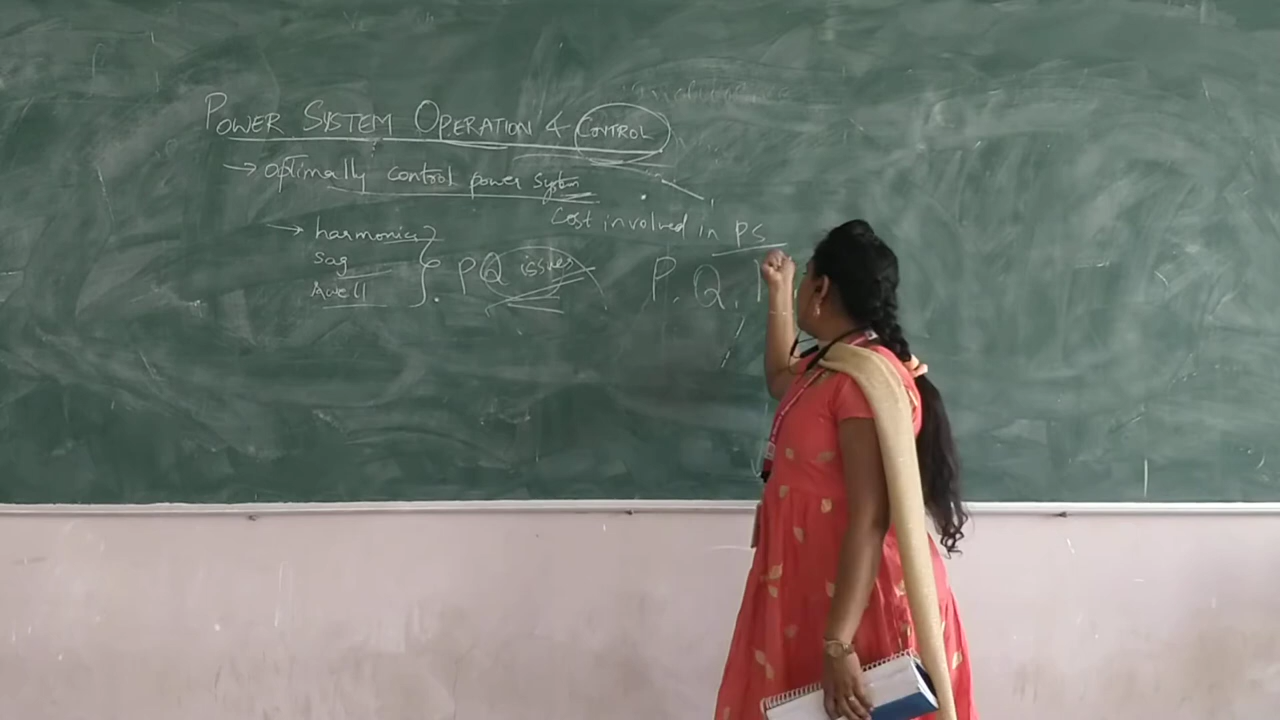 POWER SYSTEM OPERATION & CONTROL
→ optimally control power system
cost involved in PS
→ harmonics
sag
swell
} PQ issues
P, Q,